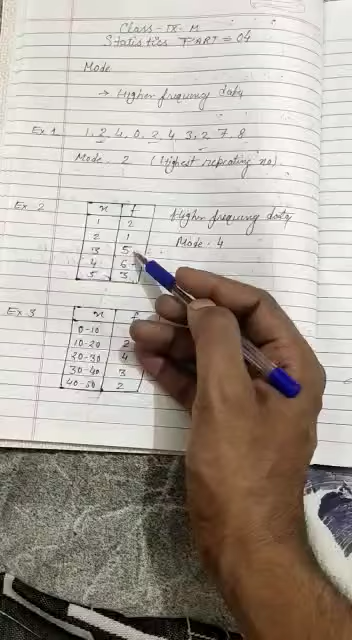 Class-IX-M
Statistics PART = 04
Mode
→ Higher frequency data
Ex 1 1, 2, 4, 0, 2, 4, 3, 2, 7, 8
Mode. 2 (Highest repeating no).
Ex. 2
x f
1 2
2 1
3 5
4 6
5 3
Higher frequency data
Mode. 4
Ex 3
x f
0-10
10-20 2
20-30 4
30-40 3
40-50 2